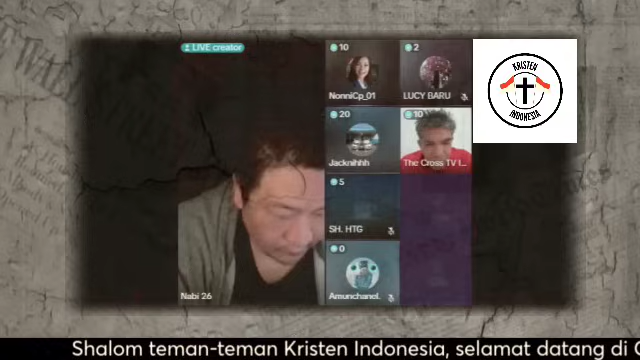 LIVE creator
10
2
KRISTEN
INDONESIA
NonniCp_01
LUCY BARU
20
10
Jacknihhh
The Cross TV I...
5
SH. HTG
0
Nabi 26
Amunchanel.
Shalom teman-teman Kristen Indonesia, selamat datang di